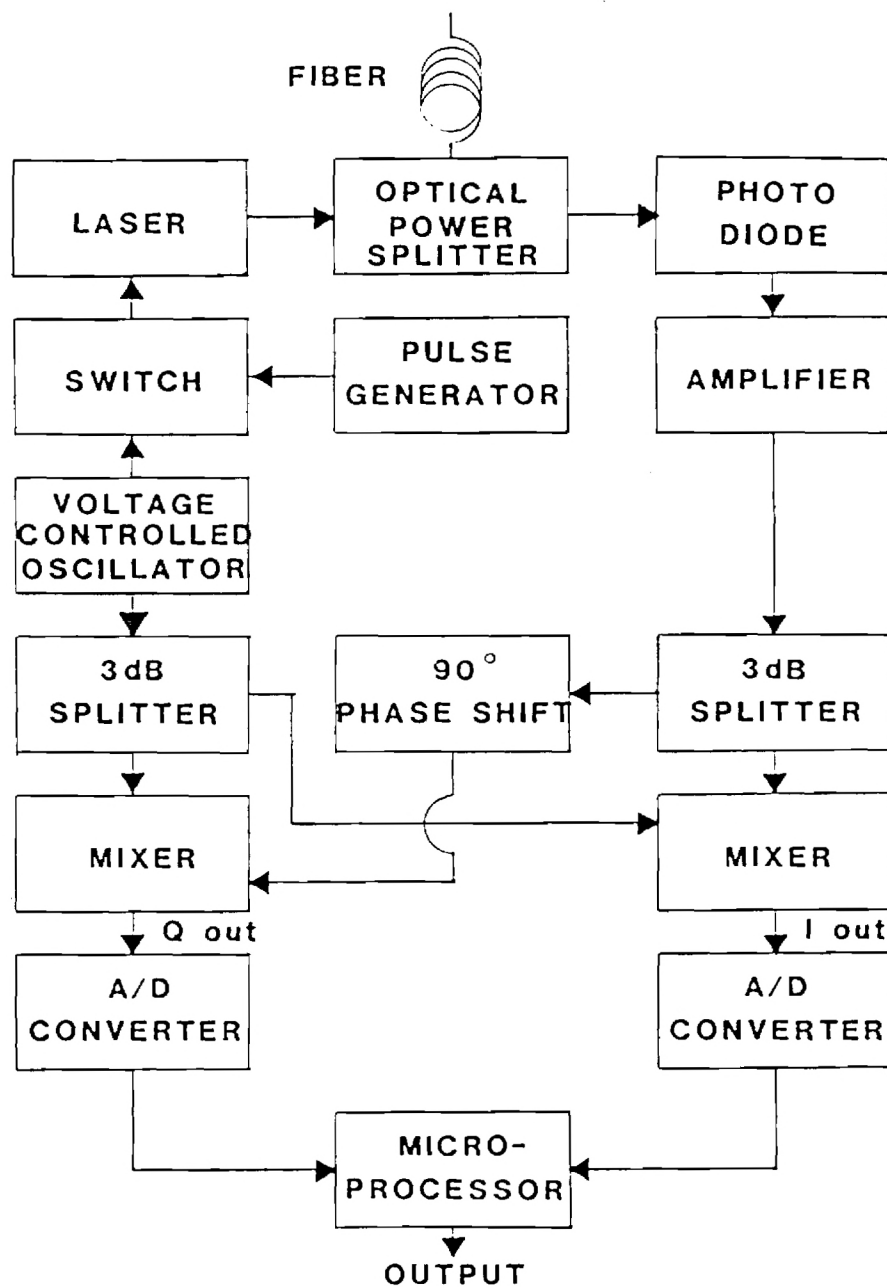 FIBER
LASER
OPTICAL
POWER
SPLITTER
PHOTO
DIODE
SWITCH
PULSE
GENERATOR
AMPLIFIER
VOLTAGE
CONTROLLED
OSCILLATOR
3dB
SPLITTER
90°
PHASE SHIFT
3dB
SPLITTER
MIXER
MIXER
Q out
I out
A/D
CONVERTER
A/D
CONVERTER
MICRO-
PROCESSOR
OUTPUT